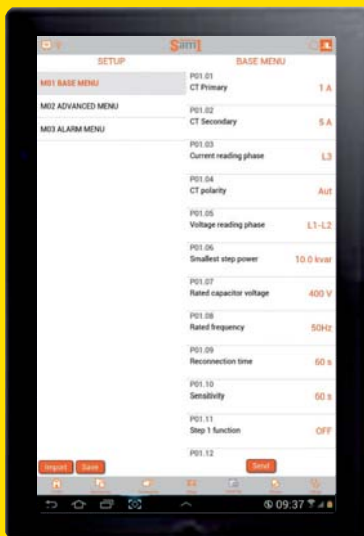 Sam1
SETUP
BASE MENU
M01 BASE MENU
M02 ADVANCED MENU
M03 ALARM MENU
P01.01
CT Primary
1 A
P01.02
CT Secondary
5 A
P01.03
Current reading phase
L3
P01.04
CT polarity
Aut
P01.05
Voltage reading phase
L1-L2
P01.06
Smallest step power
10.0 kvar
P01.07
Rated capacitor voltage
400 V
P01.08
Rated frequency
50Hz
P01.09
Reconnection time
60 s
P01.10
Sensitivity
60 s
P01.11
Step 1 function
OFF
P01.12
Import
Save
Send
09:37